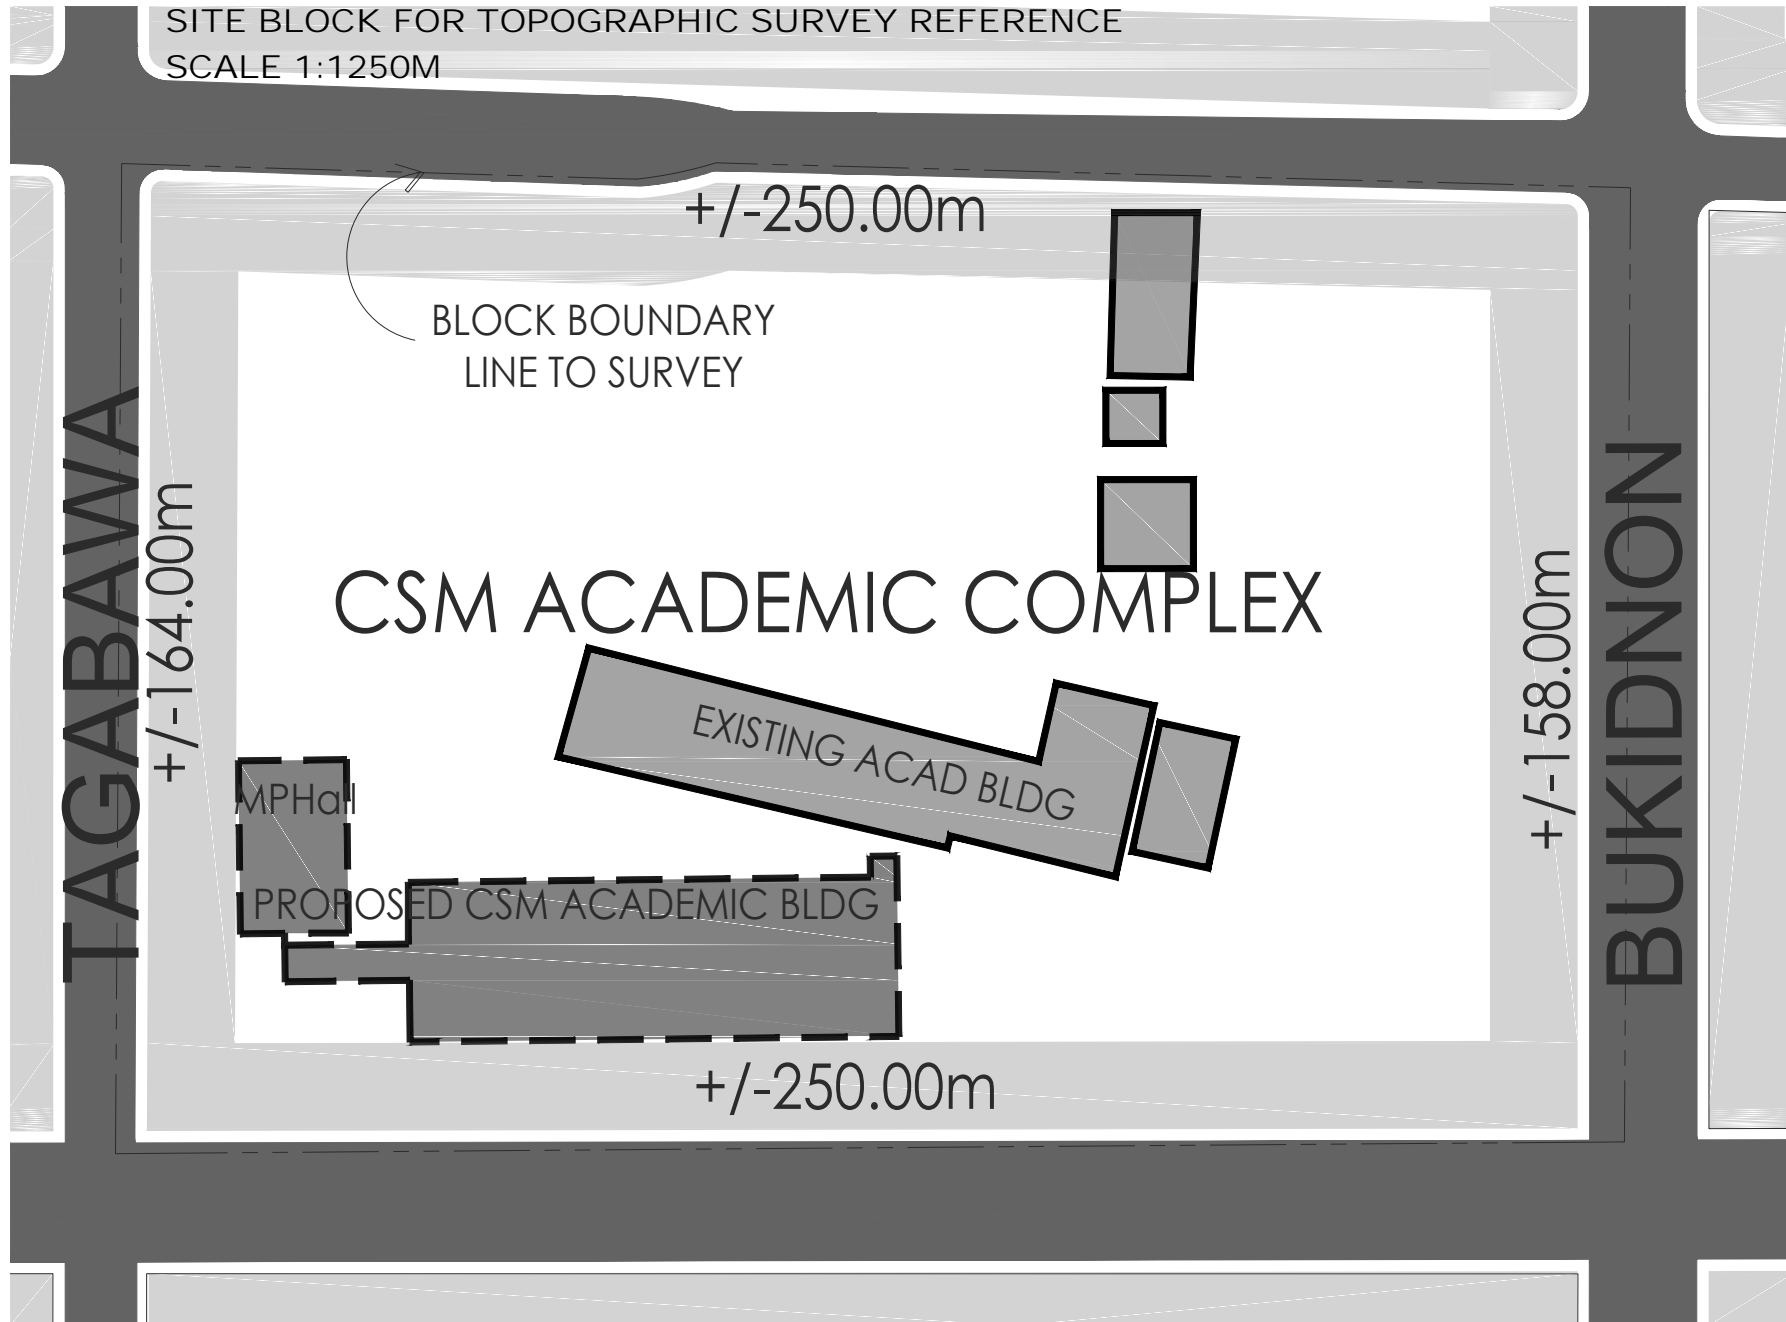 SITE BLOCK FOR TOPOGRAPHIC SURVEY REFERENCE
SCALE 1:1250M
+/-250.00m
BLOCK BOUNDARY
LINE TO SURVEY
TAGABAWA
+/-164.00m
CSM ACADEMIC COMPLEX
+/-158.00m
BUKIDNON
EXISTING ACAD BLDG
MPHall
PROPOSED CSM ACADEMIC BLDG
+/-250.00m